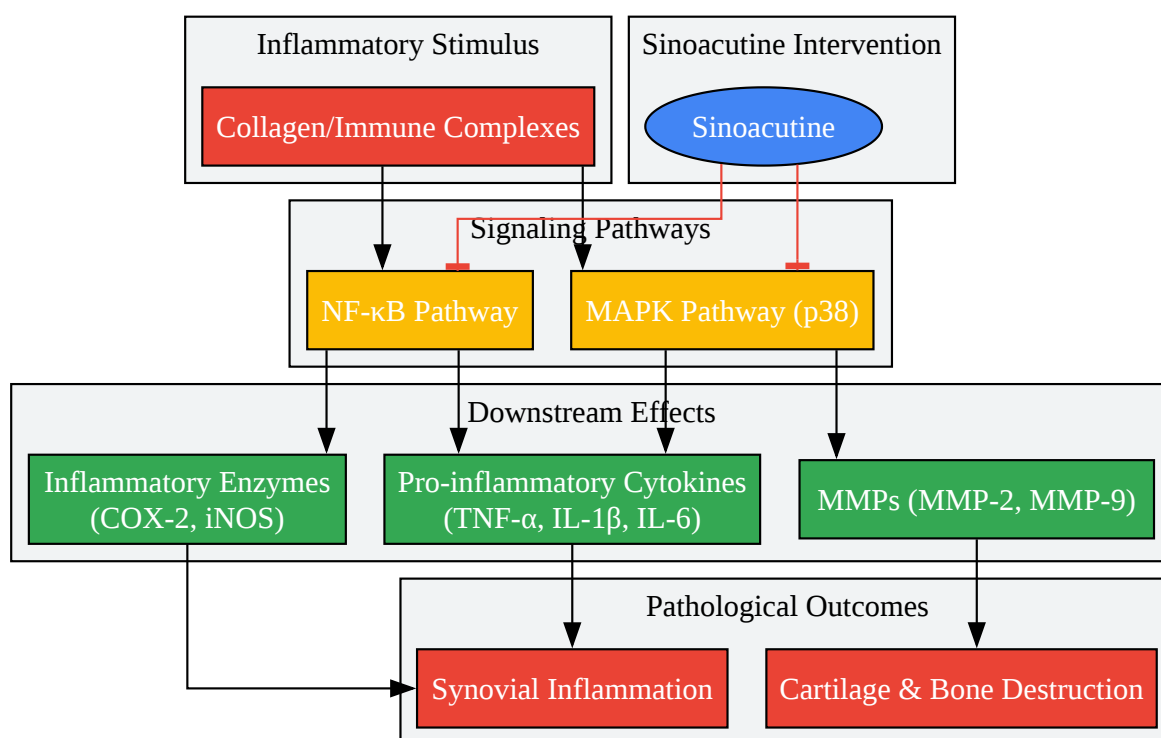 Inflammatory Stimulus
Sinoacutine Intervention
Collagen/Immune Complexes
Sinoacutine
Signaling Pathways
NF-κB Pathway
MAPK Pathway (p38)
Downstream Effects
Inflammatory Enzymes
(COX-2, iNOS)
Pro-inflammatory Cytokines
(TNF-α, IL-1β, IL-6)
MMPs (MMP-2, MMP-9)
Pathological Outcomes
Synovial Inflammation
Cartilage & Bone Destruction